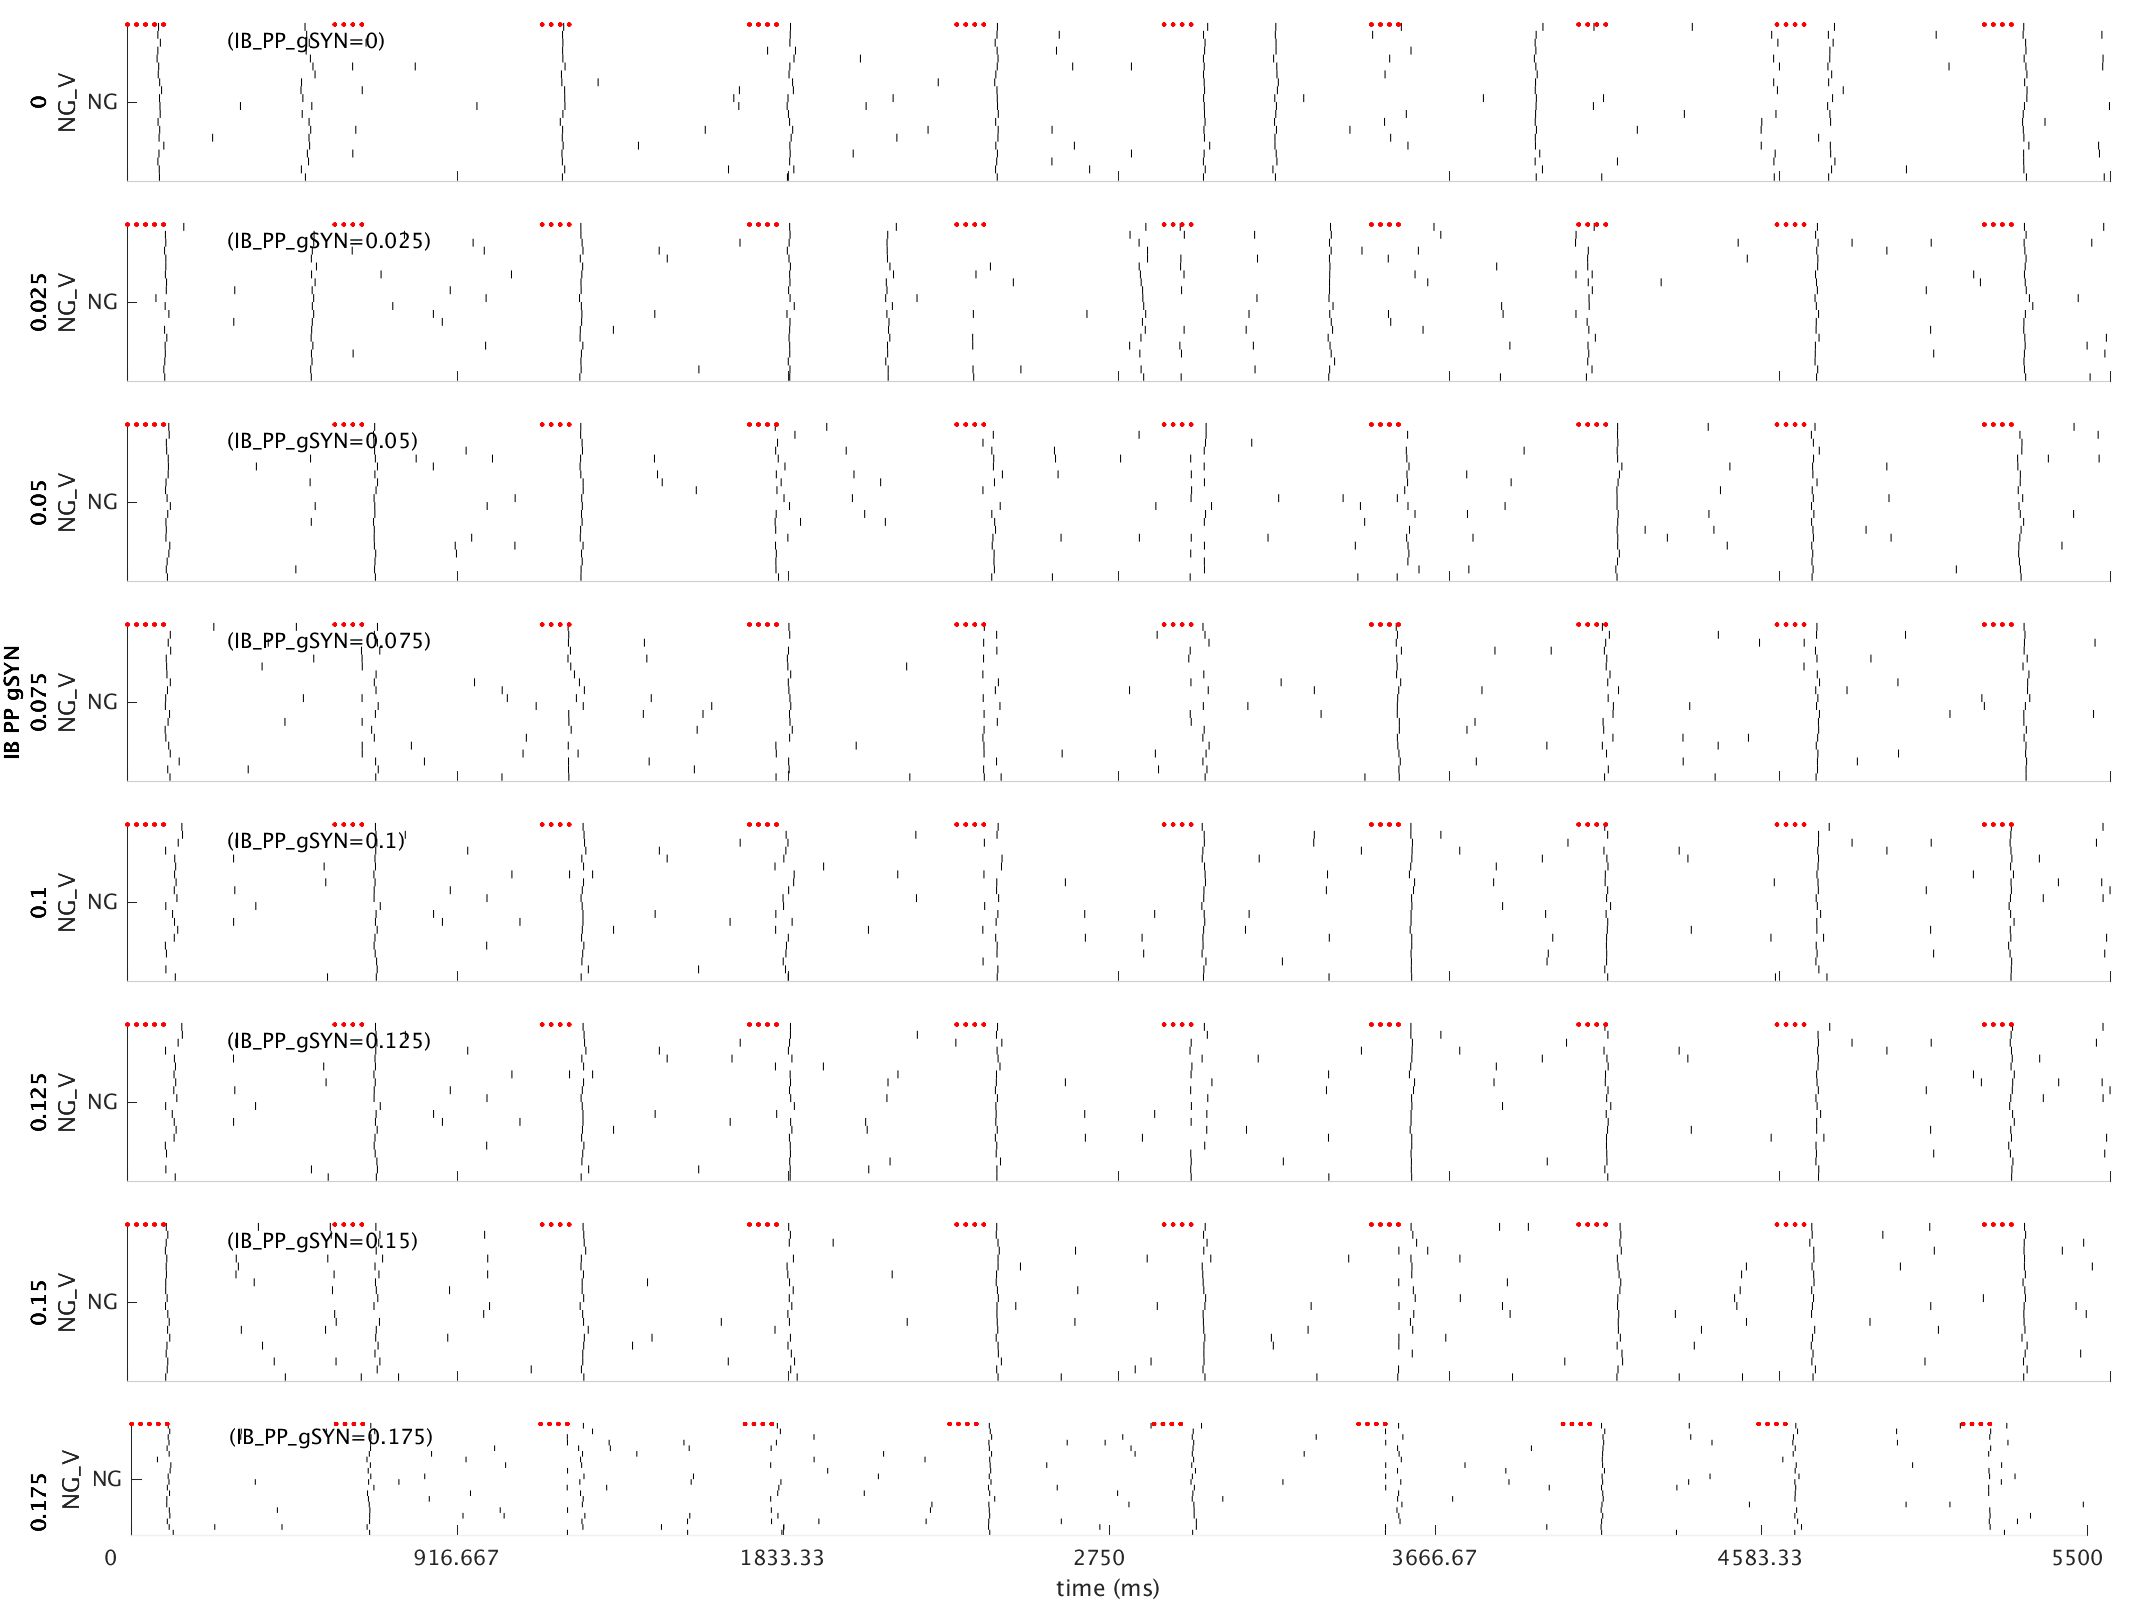 (IB_PP_gSYN=0)
0
NG_V
NG
(IB_PP_gSYN=0.025)
0.025
NG_V
NG
(IB_PP_gSYN=0.05)
0.05
NG_V
NG
IB PP gSYN
(IB_PP_gSYN=0.075)
0.075
NG_V
NG
(IB_PP_gSYN=0.1)
0.1
NG_V
NG
(IB_PP_gSYN=0.125)
0.125
NG_V
NG
(IB_PP_gSYN=0.15)
0.15
NG_V
NG
(IB_PP_gSYN=0.175)
0.175
NG_V
NG
0 916.667 1833.33 2750 3666.67 4583.33 5500
time (ms)